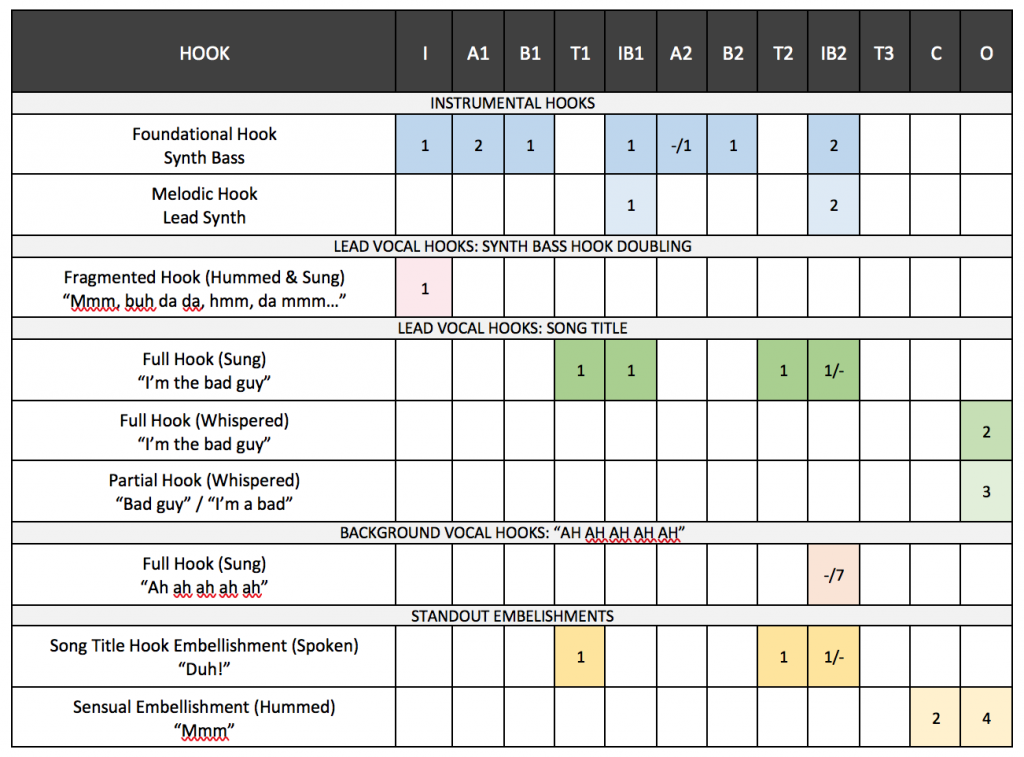 HOOK I A1 B1 T1 IB1 A2 B2 T2 IB2 T3 C O
INSTRUMENTAL HOOKS
Foundational Hook
Synth Bass
1 2 1 1 -/1 1 2
Melodic Hook
Lead Synth
1 2
LEAD VOCAL HOOKS: SYNTH BASS HOOK DOUBLING
Fragmented Hook (Hummed & Sung)
“Mmm, buh da da, hmm, da mmm…”
1
LEAD VOCAL HOOKS: SONG TITLE
Full Hook (Sung)
“I’m the bad guy”
1 1 1 1/-
Full Hook (Whispered)
“I’m the bad guy”
2
Partial Hook (Whispered)
“Bad guy” / “I’m a bad”
3
BACKGROUND VOCAL HOOKS: “AH AH AH AH AH”
Full Hook (Sung)
“Ah ah ah ah ah”
-/7
STANDOUT EMBELISHMENTS
Song Title Hook Embellishment (Spoken)
“Duh!”
1 1 1/-
Sensual Embellishment (Hummed)
“Mmm”
2 4